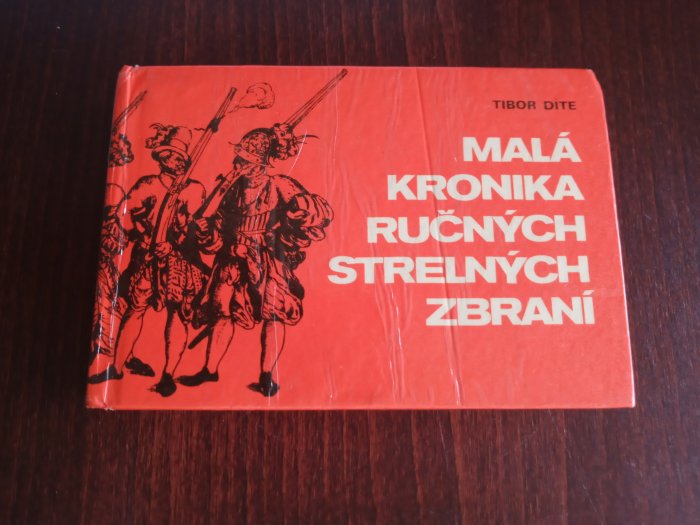 TIBOR DITE
MALÁ
KRONIKA
RUČNÝCH
STRELNÝCH
ZBRANÍ